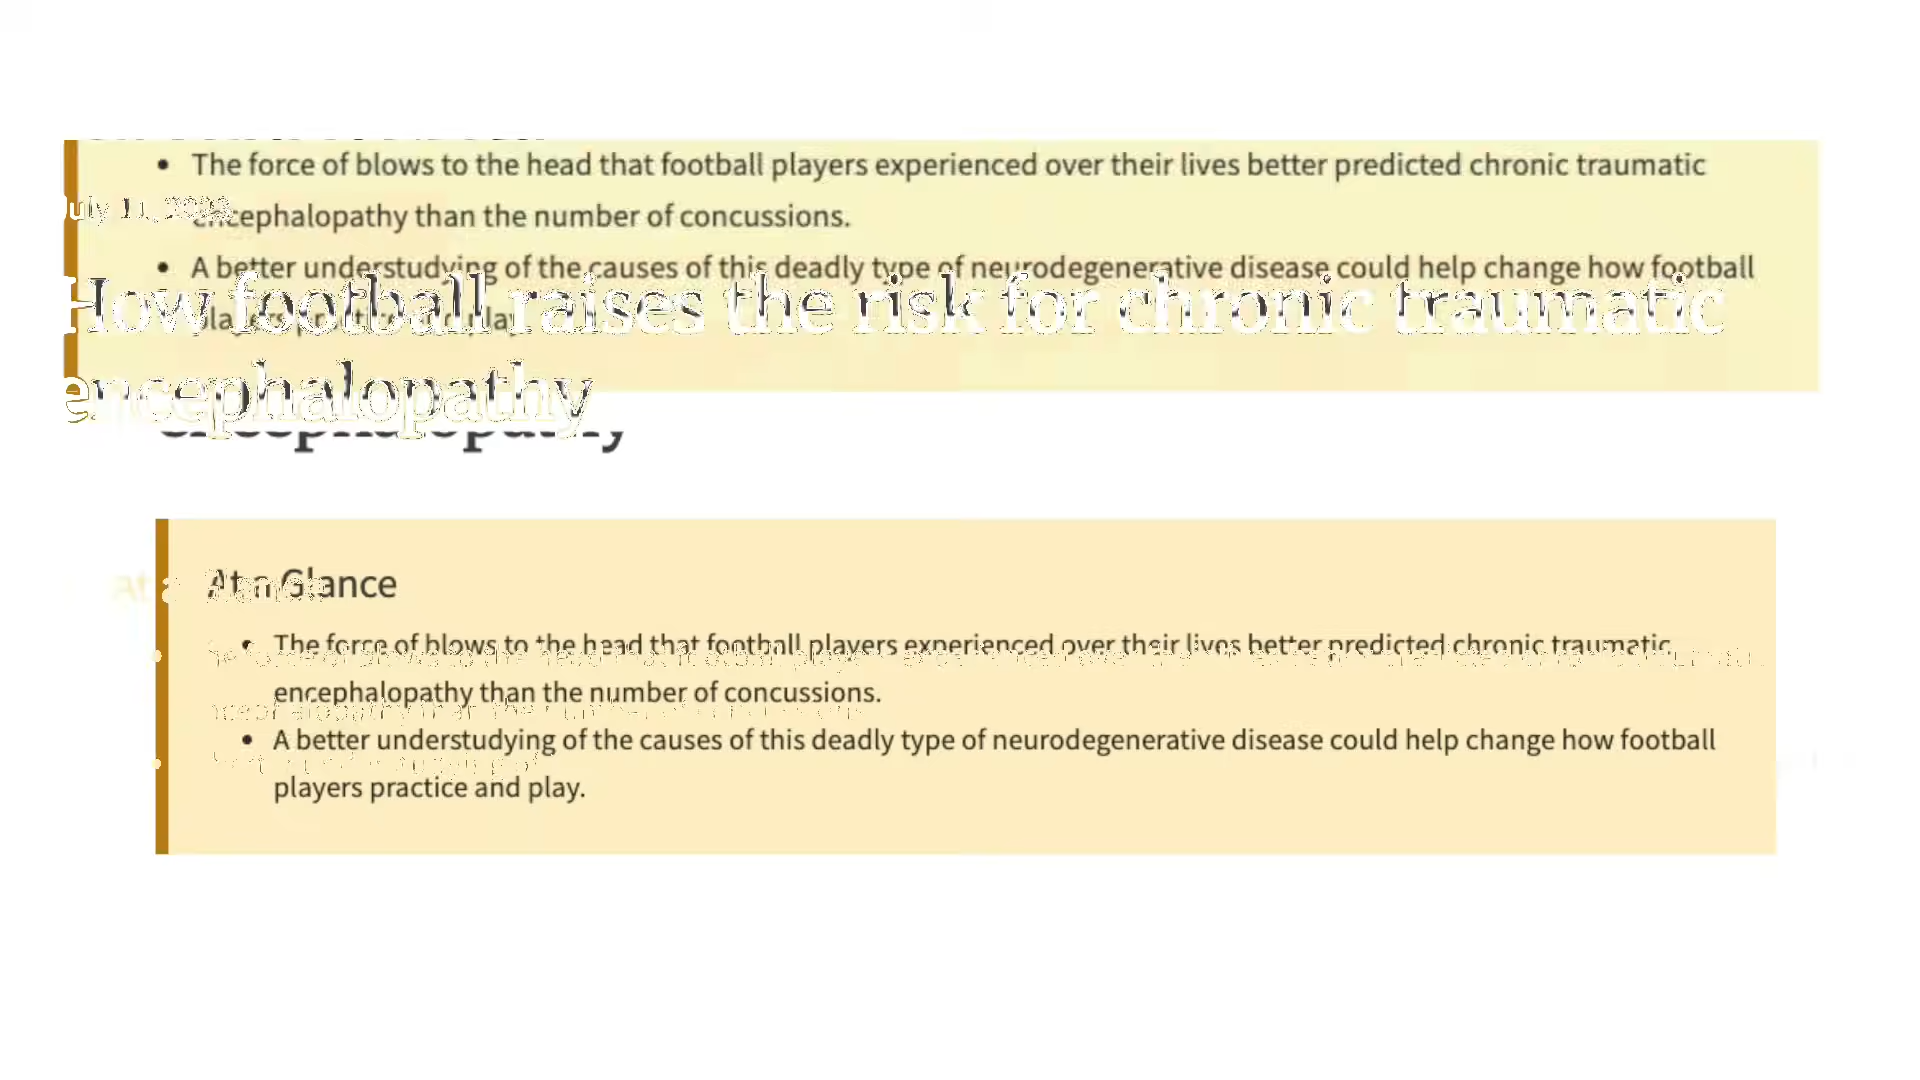 The force of blows to the head that football players experienced over their lives better predicted chronic traumatic
July 11,
encephalopathy than the number of concussions.
A better understudying of the causes of this deadly type of neurodegenerative disease could help change how football
How football raises the risk for chronic traumatic
encephalopathy
encephalopathy
At a Glance
The force of blows to the head that football players experienced over their lives better predicted chronic traumatic
encephalopathy than the number of concussions.
A better understudying of the causes of this deadly type of neurodegenerative disease could help change how football
players practice and play.